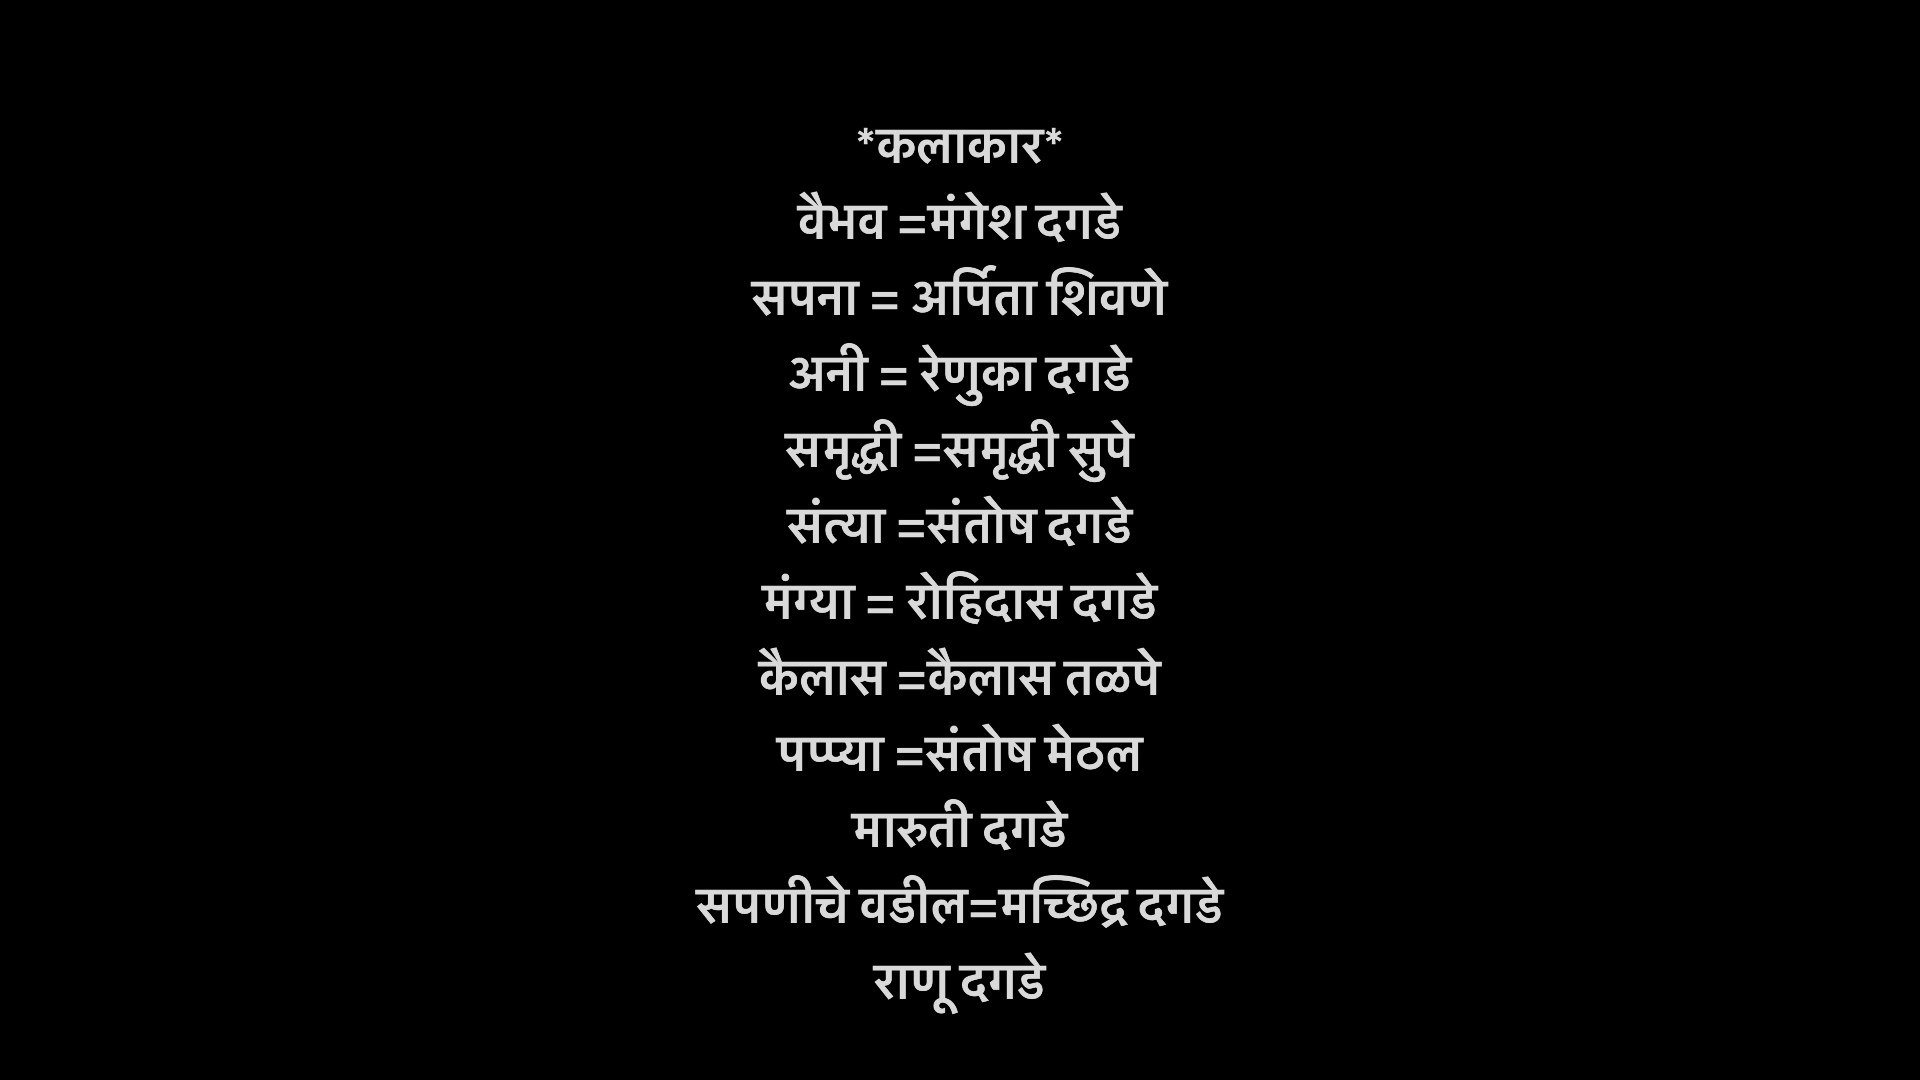 *कलाकार*
वैभव =मंगेश दगडे
सपना = अर्पिता शिवणे
अनी = रेणुका दगडे
समृद्धी =समृद्धी सुपे
संत्या =संतोष दगडे
मंग्या = रोहिदास दगडे
कैलास =कैलास तळपे
पप्प्या =संतोष मेठल
मारुती दगडे
सपणीचे वडील=मच्छिद्र दगडे
राणू दगडे